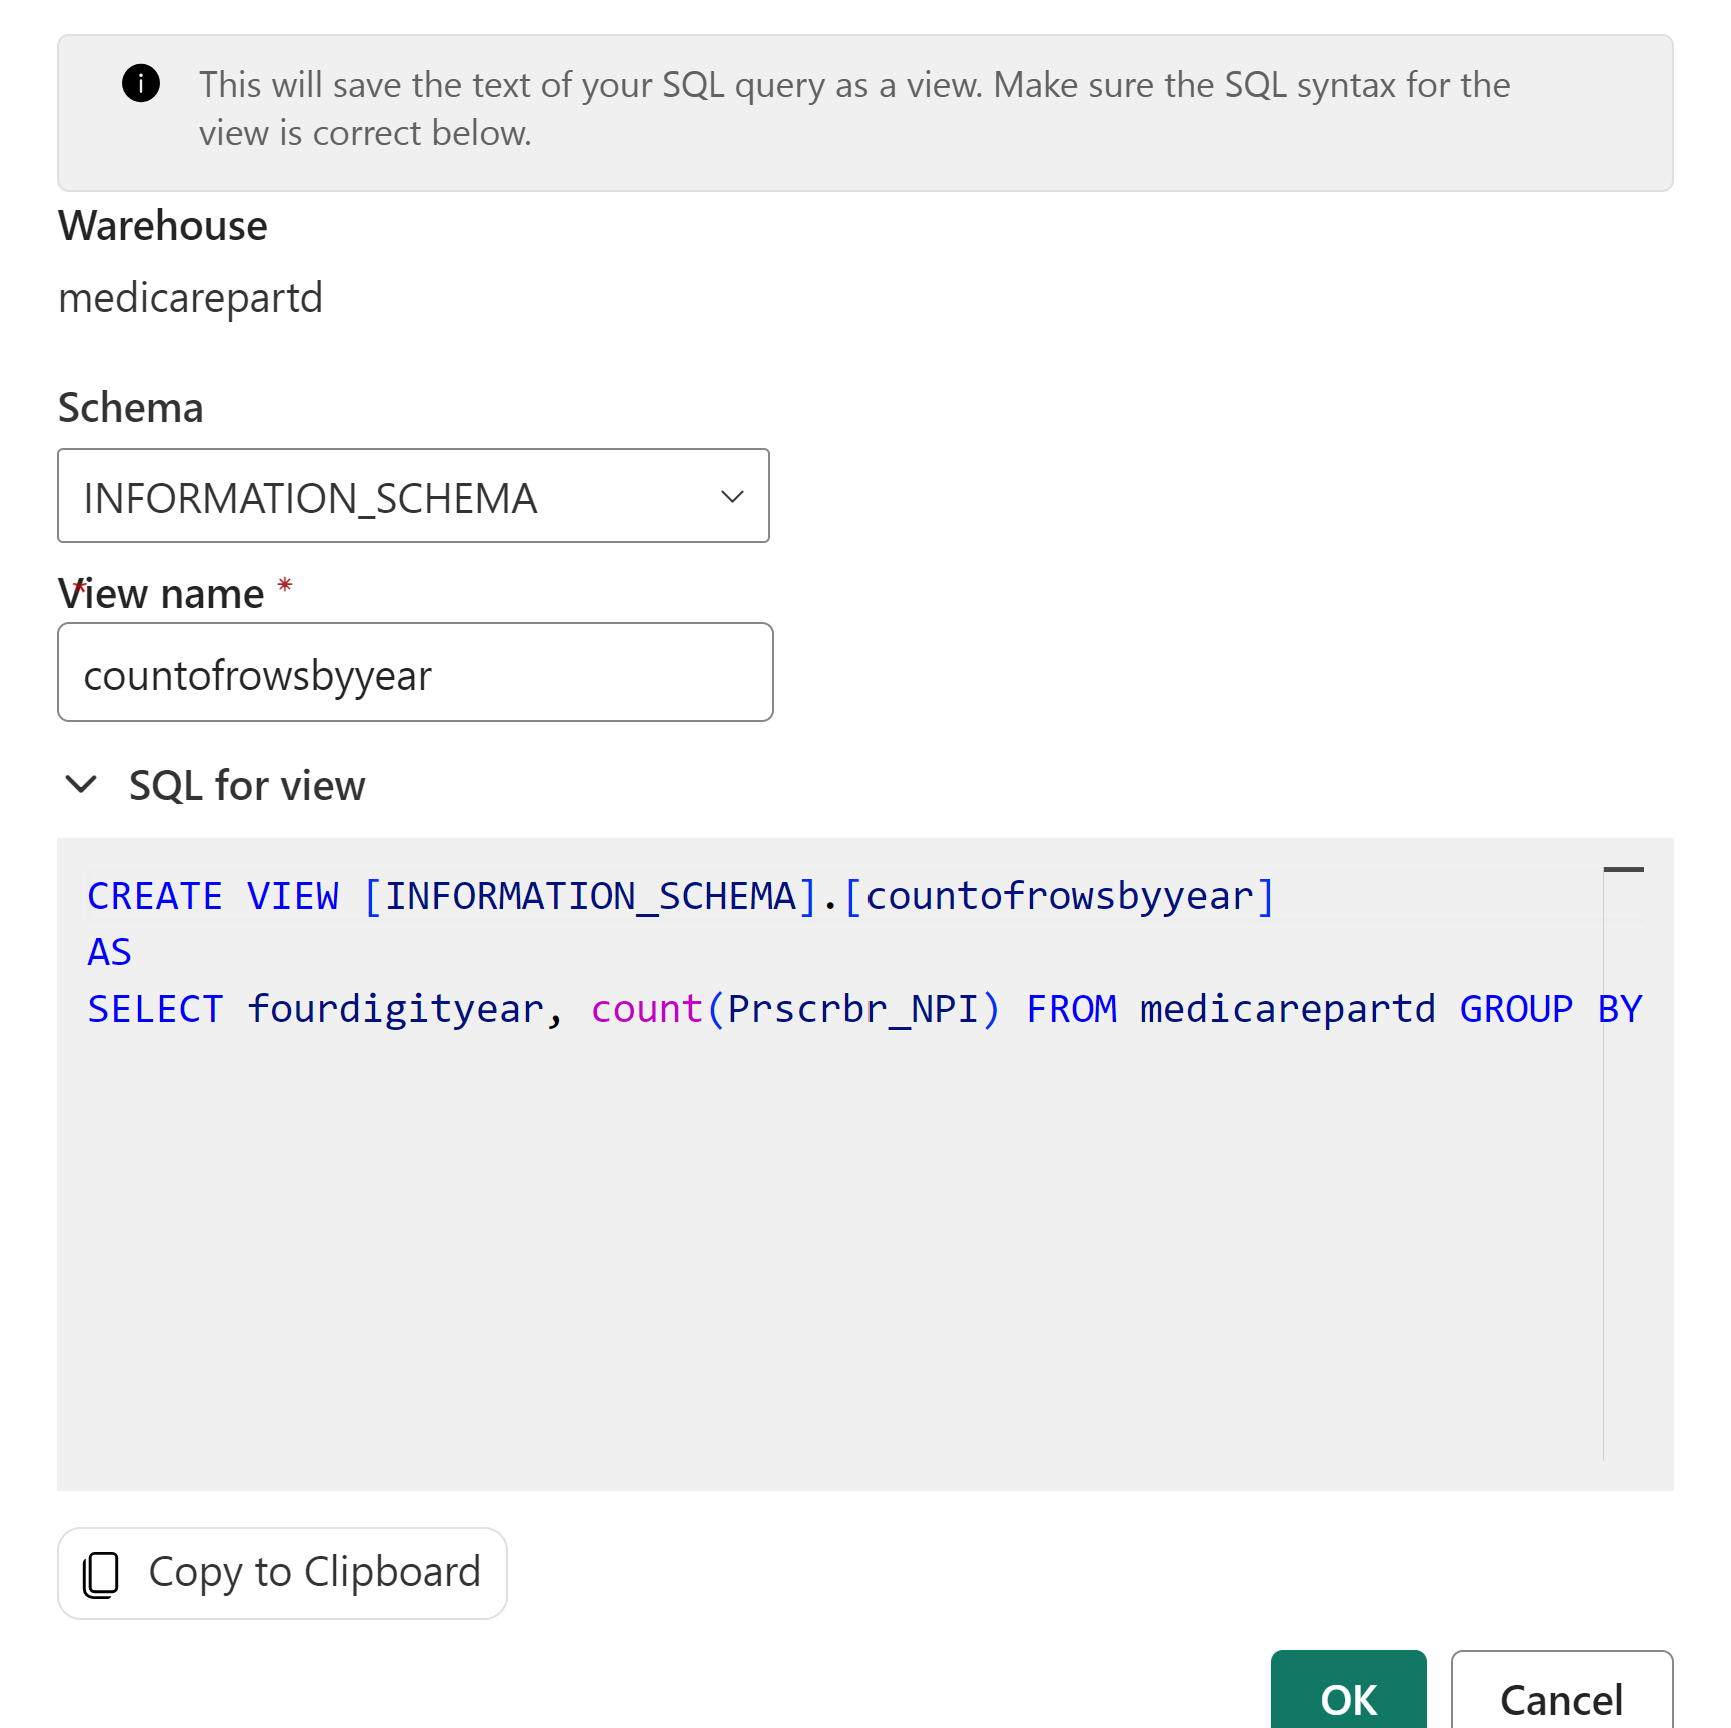 This will save the text of your SQL query as a view. Make sure the SQL syntax for the
view is correct below.
Warehouse
medicarepartd
Schema
INFORMATION_SCHEMA
View name *
countofrowsbyyear
SQL for view
CREATE VIEW [INFORMATION_SCHEMA].[countofrowsbyyear]
AS
SELECT fourdigityear, count(Prscrbr_NPI) FROM medicarepartd GROUP BY
Copy to Clipboard
OK
Cancel